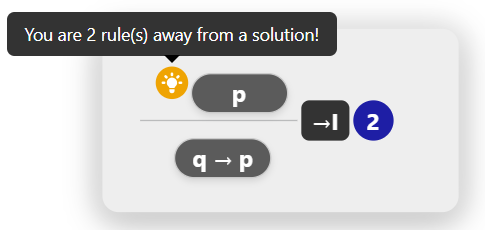 You are 2 rule(s) away from a solution!
p
→I 2
q → p